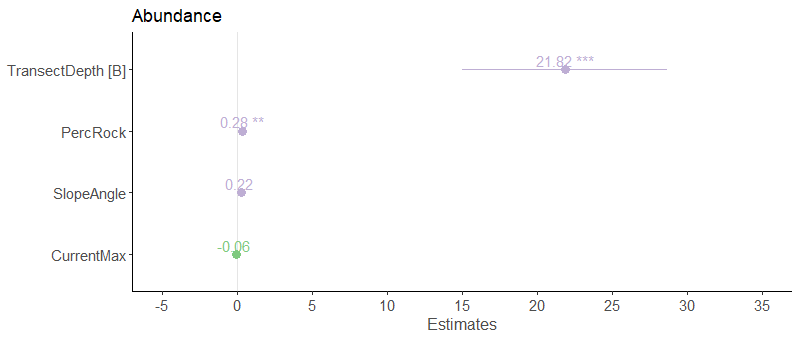 Abundance
TransectDepth [B]
21.82 ***
PercRock
0.28 **
SlopeAngle
0.22
CurrentMax
-0.06
-5 0 5 10 15 20 25 30 35
Estimates